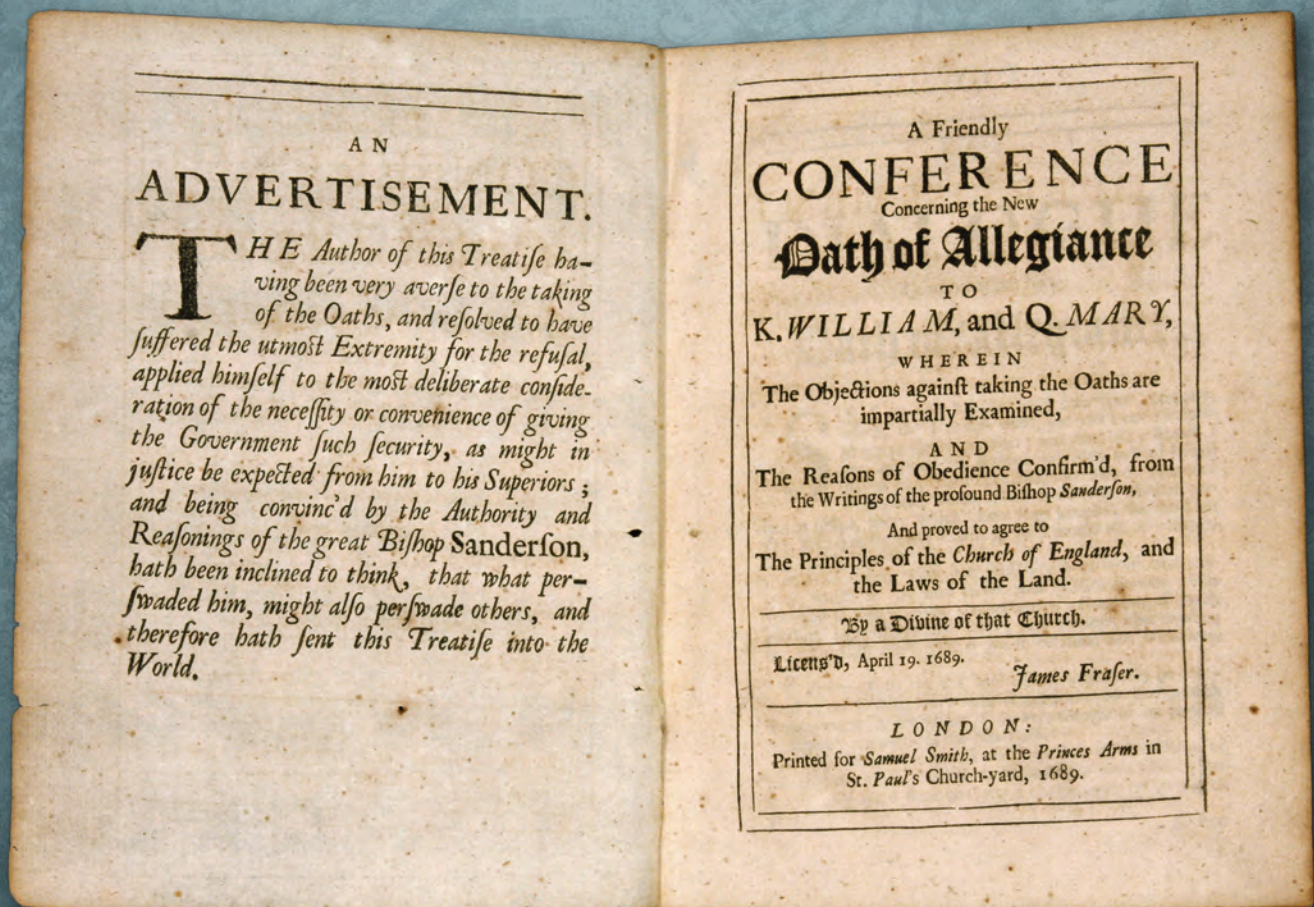 AN
ADVERTISEMENT.
THE Author of this Treatiſe ha-
ving been very averſe to the taking
of the Oaths, and reſolved to have
ſuffered the utmoſt Extremity for the refuſal,
applied himſelf to the moſt deliberate conſide-
ration of the neceſſity or convenience of giving
the Government ſuch ſecurity, as might in
juſtice be expected from him to his Superiors;
and being convinc'd by the Authority and
Reaſonings of the great Biſhop Sanderſon,
hath been inclined to think, that what per-
ſwaded him, might alſo perſwade others, and
therefore hath ſent this Treatiſe into the
World.
A Friendly
CONFERENCE
Concerning the New
Oath of Allegiance
TO
K. WILLIAM, and Q. MARY,
WHEREIN
The Objections againſt taking the Oaths are
impartially Examined,
AND
The Reaſons of Obedience Confirm'd, from
the Writings of the profound Biſhop Sanderſon,
And proved to agree to
The Principles of the Church of England, and
the Laws of the Land.
By a Divine of that Church.
Licens'd, April 19. 1689.
James Fraſer.
LONDON:
Printed for Samuel Smith, at the Princes Arms in
St. Paul's Church-yard, 1689.